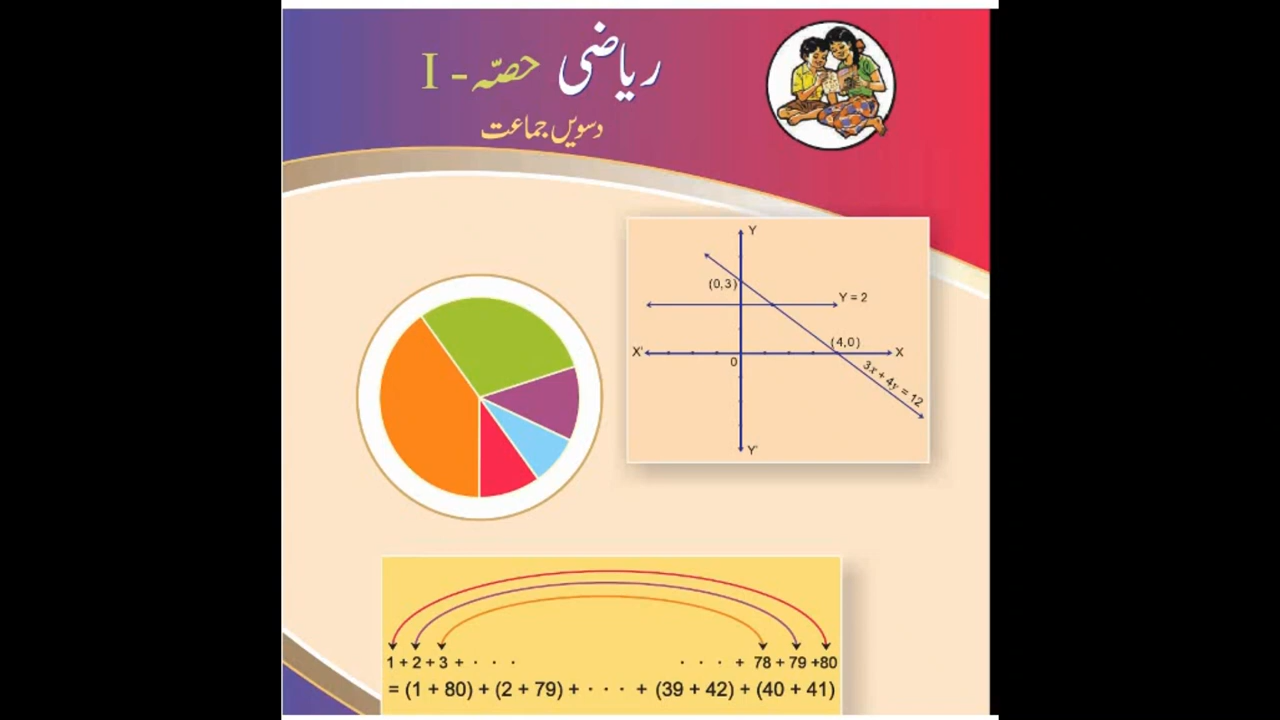 ریاضی حصّہ - I
دسویں جماعت
Y
(0,3)
Y = 2
(4,0)
X' X
0
3x + 4y = 12
Y'
1 + 2 + 3 + · · · · · · + 78 + 79 +80
= (1 + 80) + (2 + 79) + · · · · + (39 + 42) + (40 + 41)